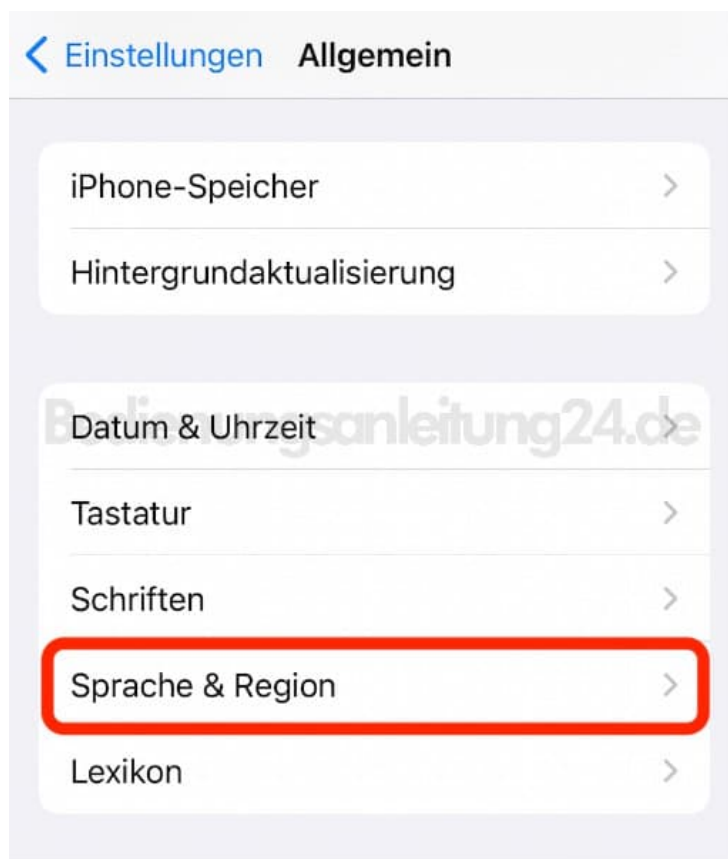 Einstellungen Allgemein
iPhone-Speicher
Hintergrundaktualisierung
Bedienungsanleitung24.de
Datum & Uhrzeit
Tastatur
Schriften
Sprache & Region
Lexikon